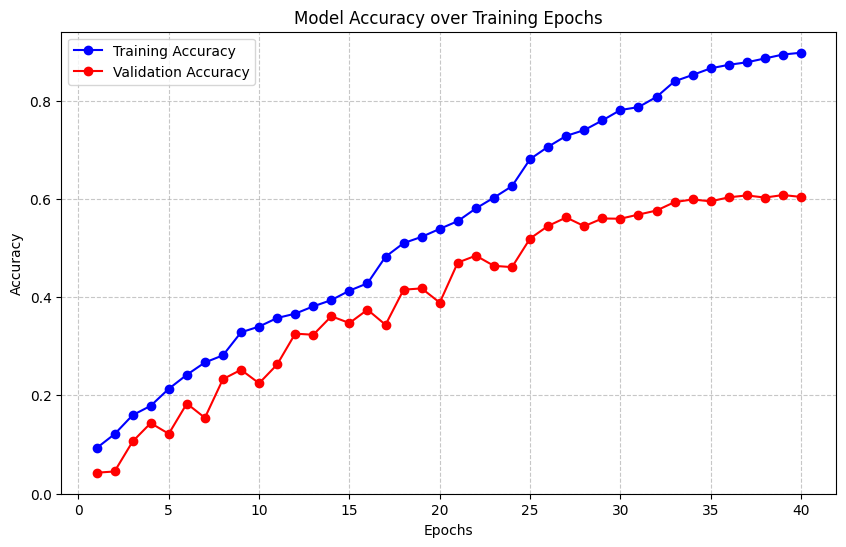 Model Accuracy over Training Epochs
Training Accuracy
Validation Accuracy
Accuracy
0.8
0.6
0.4
0.2
0.0
0 5 10 15 20 25 30 35 40
Epochs